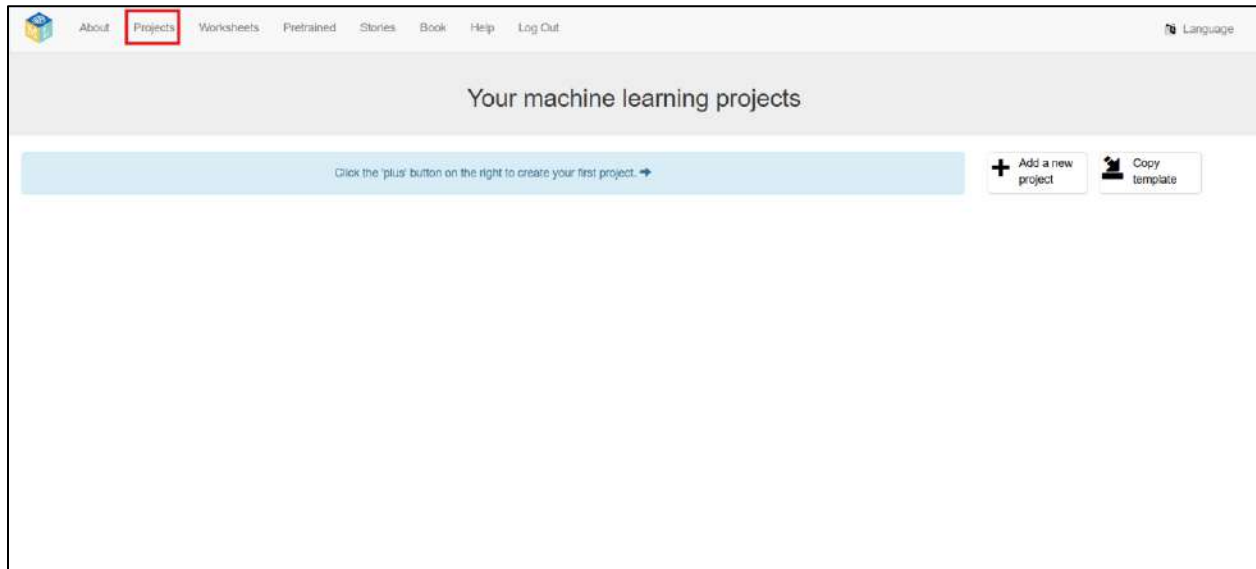 About Projects Worksheets Pretrained Stories Book Help Log Out Language
Your machine learning projects
Click the 'plus' button on the right to create your first project.
Add a new
project
Copy
template